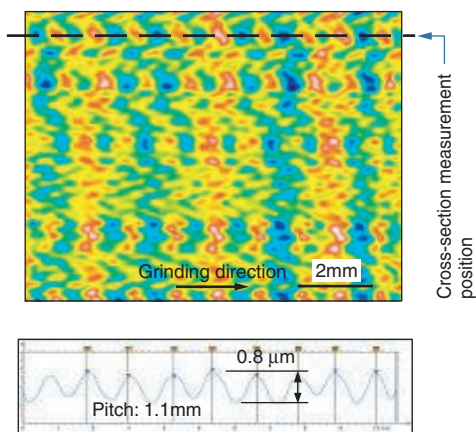 Cross-section measurement
position
Grinding direction
2mm
0.8 μm
Pitch: 1.1mm